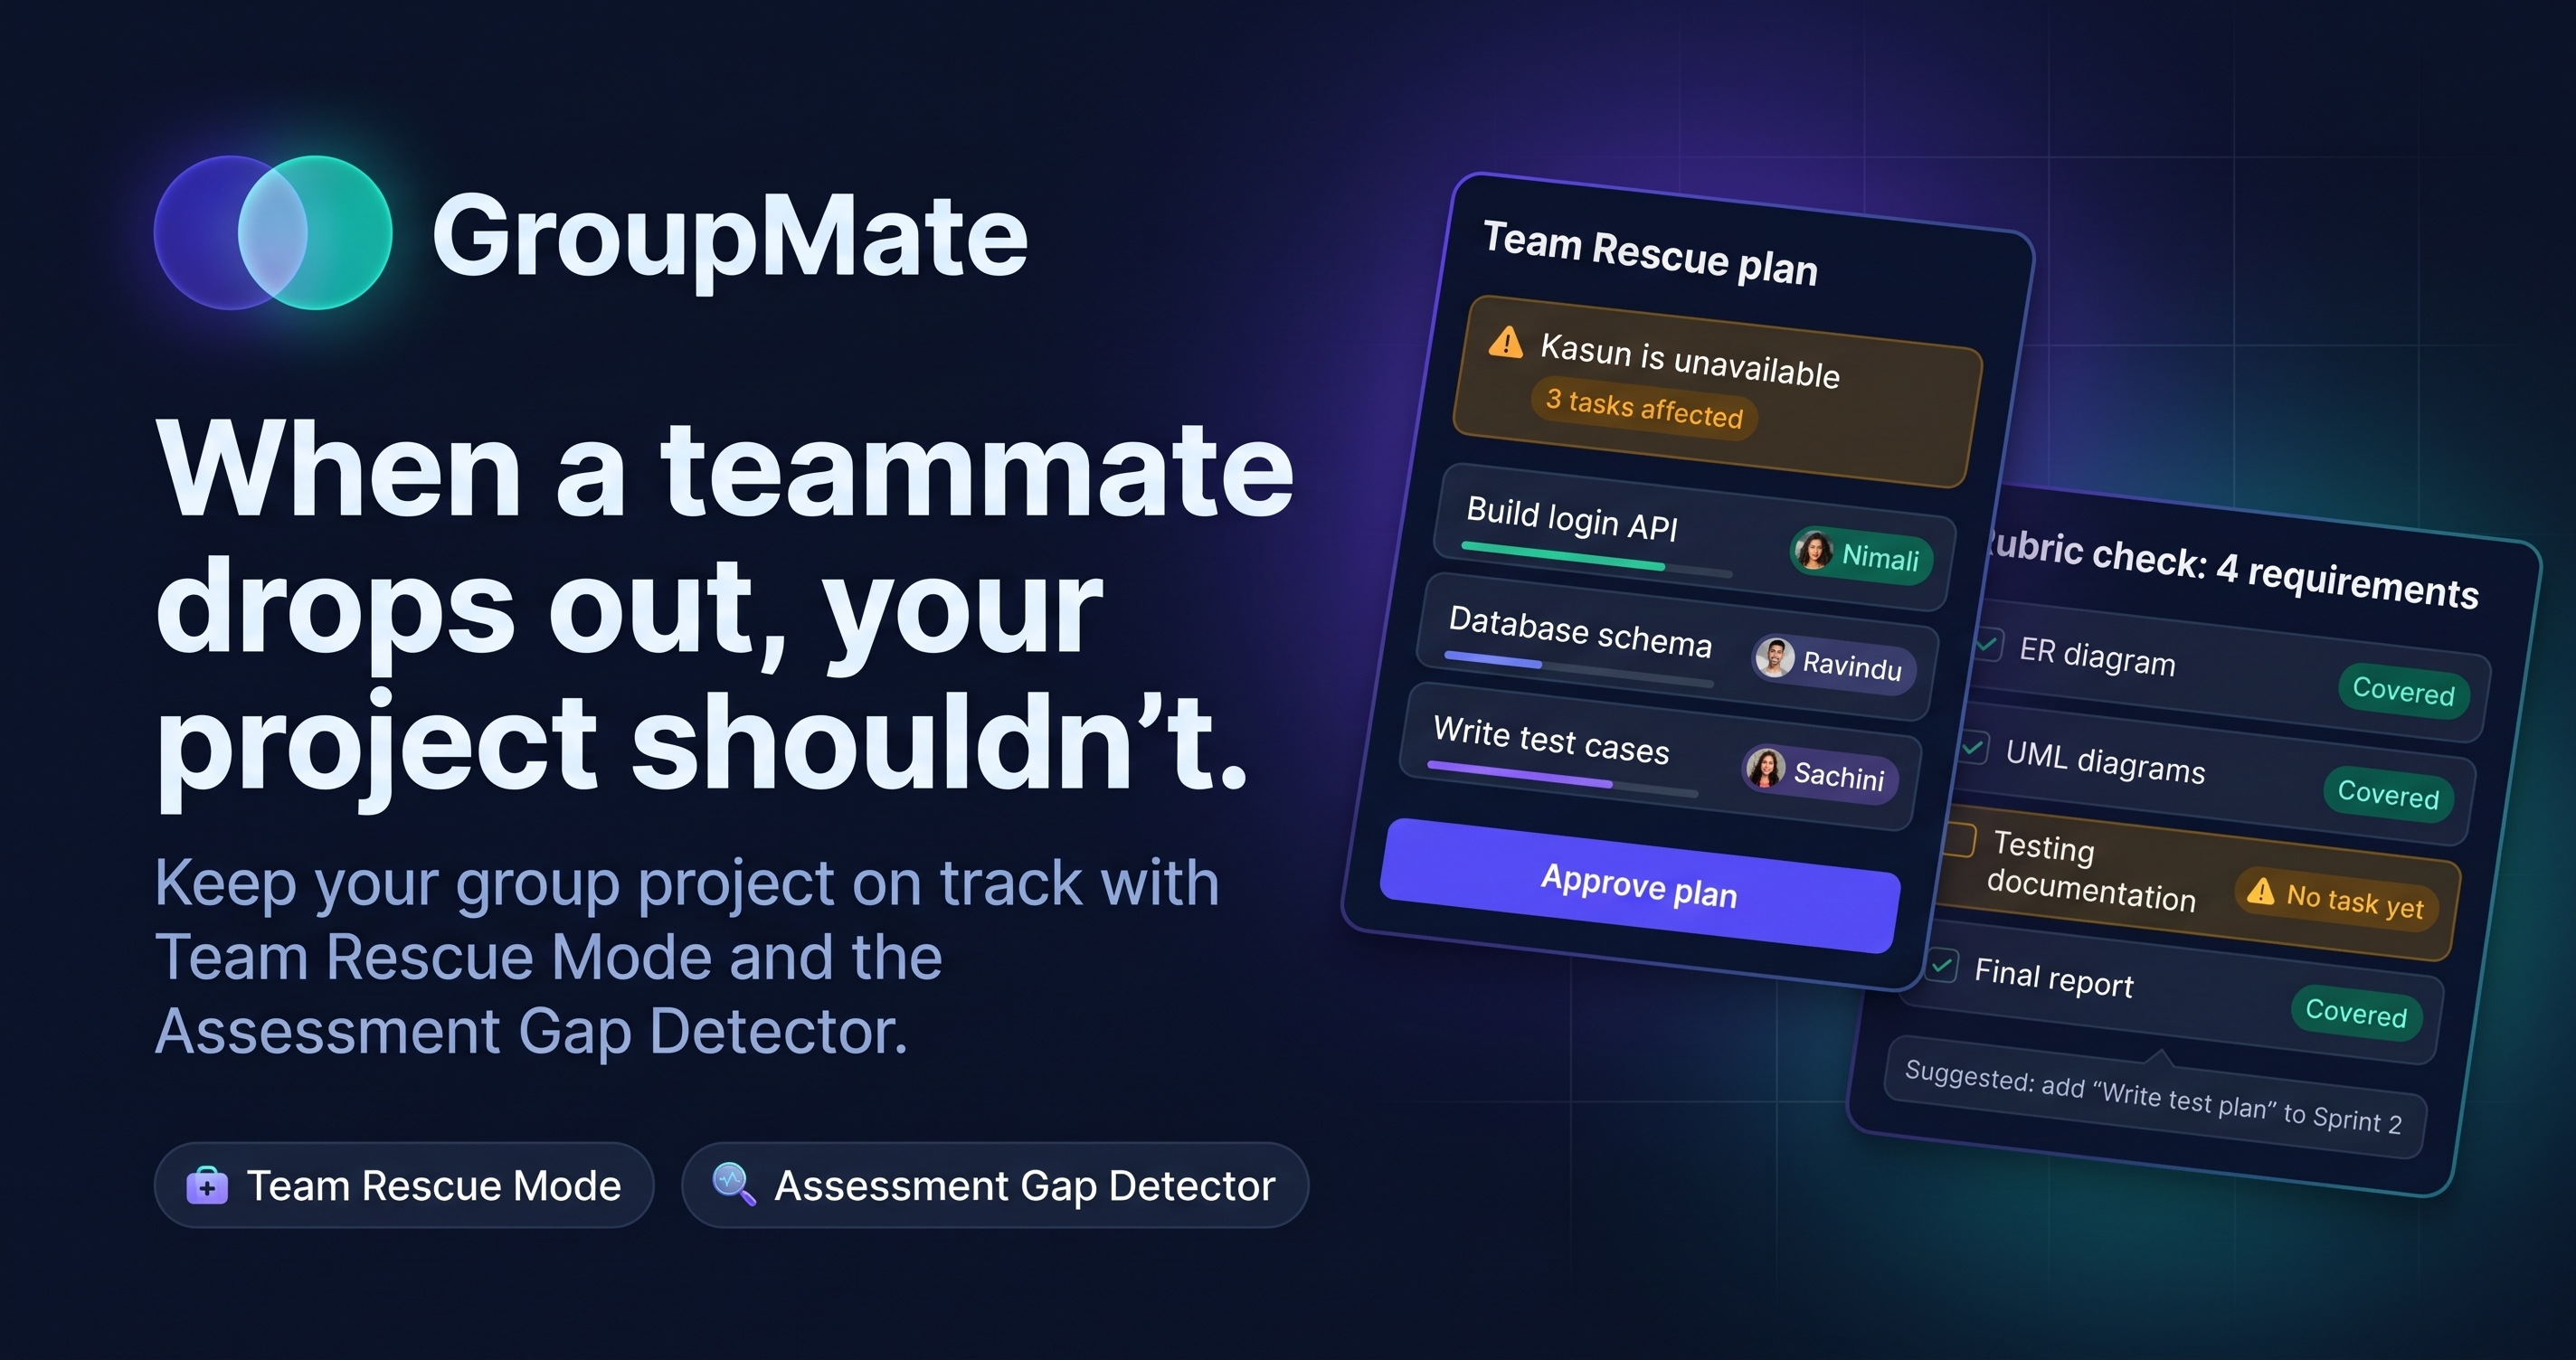 GroupMate
When a teammate
drops out, your
project shouldn’t.
Keep your group project on track with
Team Rescue Mode and the
Assessment Gap Detector.
Team Rescue Mode
Assessment Gap Detector
Team Rescue plan
Kasun is unavailable
3 tasks affected
Build login API
Nimali
Database schema
Ravindu
Write test cases
Sachini
Approve plan
Rubric check: 4 requirements
ER diagram
Covered
UML diagrams
Covered
Testing
documentation
No task yet
Final report
Covered
Suggested: add “Write test plan” to Sprint 2